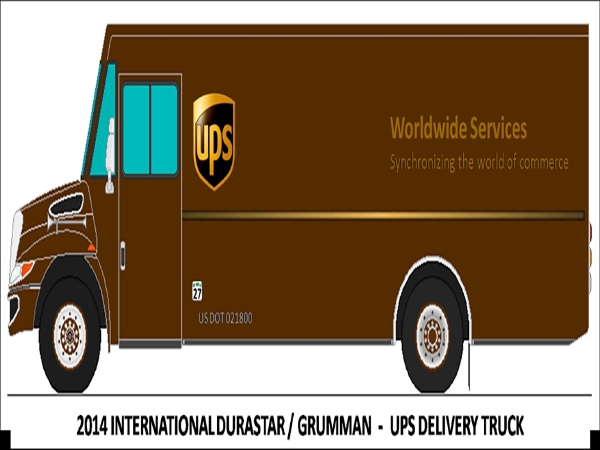 ups
Worldwide Services
Synchronizing the world of commerce
27
US DOT 021800
2014 INTERNATIONAL DURASTAR / GRUMMAN - UPS DELIVERY TRUCK